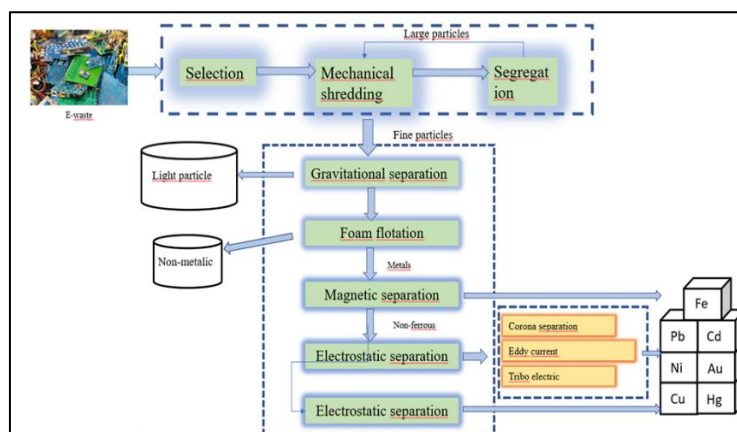 Large particles
Selection
Mechanical
shredding
Segregat
ion
E-waste
Fine particles
Light particle
Gravitational separation
Foam flotation
Non-metalic
Metals
Magnetic separation
Fe
Non-ferrous
Corona separation
Pb
Cd
Electrostatic separation
Eddy current
Ni
Au
Tribo electric
Electrostatic separation
Cu
Hg